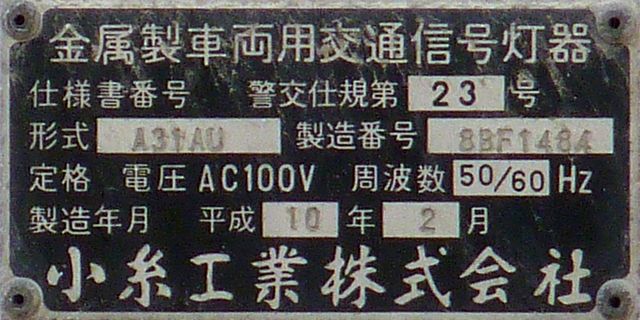 金属製車両用交通信号灯器
仕様書番号 警交仕規第 23 号
形式 A31AU 製造番号 8BF1484
定格 電圧 AC100V 周波数 50/60 Hz
製造年月 平成 10 年 2 月
小糸工業株式会社